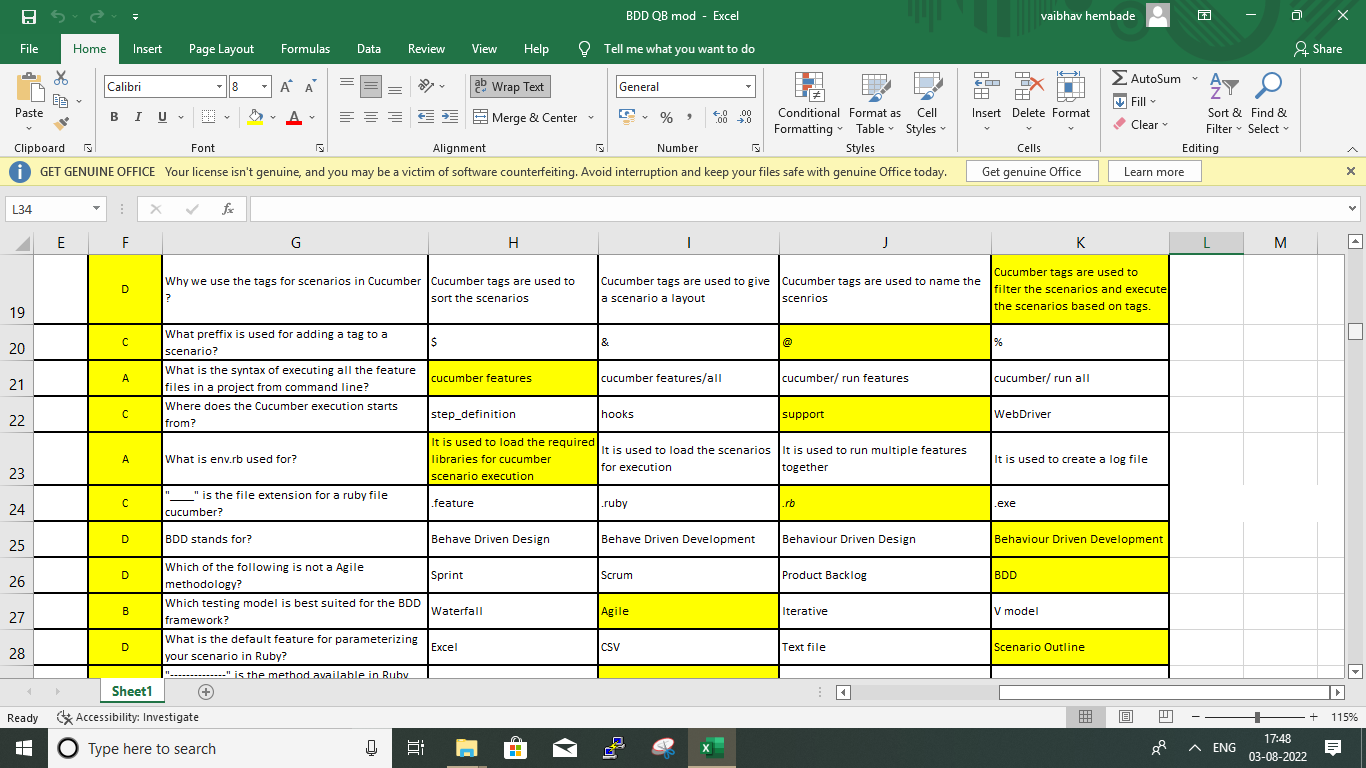 BDD QB mod - Excel
vaibhav hembade
File Home Insert Page Layout Formulas Data Review View Help Tell me what you want to do Share
Paste
Calibri 8
B I U
Wrap Text
Merge & Center
General
Conditional Formatting
Format as Table
Cell Styles
Insert Delete Format
AutoSum
Fill
Clear
Sort & Filter
Find & Select
Clipboard Font Alignment Number Styles Cells Editing
GET GENUINE OFFICE Your license isn't genuine, and you may be a victim of software counterfeiting. Avoid interruption and keep your files safe with genuine Office today. Get genuine Office Learn more
L34 fx
E F G H I J K L M
19 D Why we use the tags for scenarios in Cucumber ? Cucumber tags are used to sort the scenarios Cucumber tags are used to give a scenario a layout Cucumber tags are used to name the scenrios Cucumber tags are used to filter the scenarios and execute the scenarios based on tags.
20 C What preffix is used for adding a tag to a scenario? $ & @ %
21 A What is the syntax of executing all the feature files in a project from command line? cucumber features cucumber features/all cucumber/ run features cucumber/ run all
22 C Where does the Cucumber execution starts from? step_definition hooks support WebDriver
23 A What is env.rb used for? It is used to load the required libraries for cucumber scenario execution It is used to load the scenarios for execution It is used to run multiple features together It is used to create a log file
24 C "____" is the file extension for a ruby file cucumber? .feature .ruby .rb .exe
25 D BDD stands for? Behave Driven Design Behave Driven Development Behaviour Driven Design Behaviour Driven Development
26 D Which of the following is not a Agile methodology? Sprint Scrum Product Backlog BDD
27 B Which testing model is best suited for the BDD framework? Waterfall Agile Iterative V model
28 D What is the default feature for parameterizing your scenario in Ruby? Excel CSV Text file Scenario Outline
"--------------" is the method available in Ruby
Sheet1
Ready Accessibility: Investigate 115%
Type here to search
ENG
17:48
03-08-2022